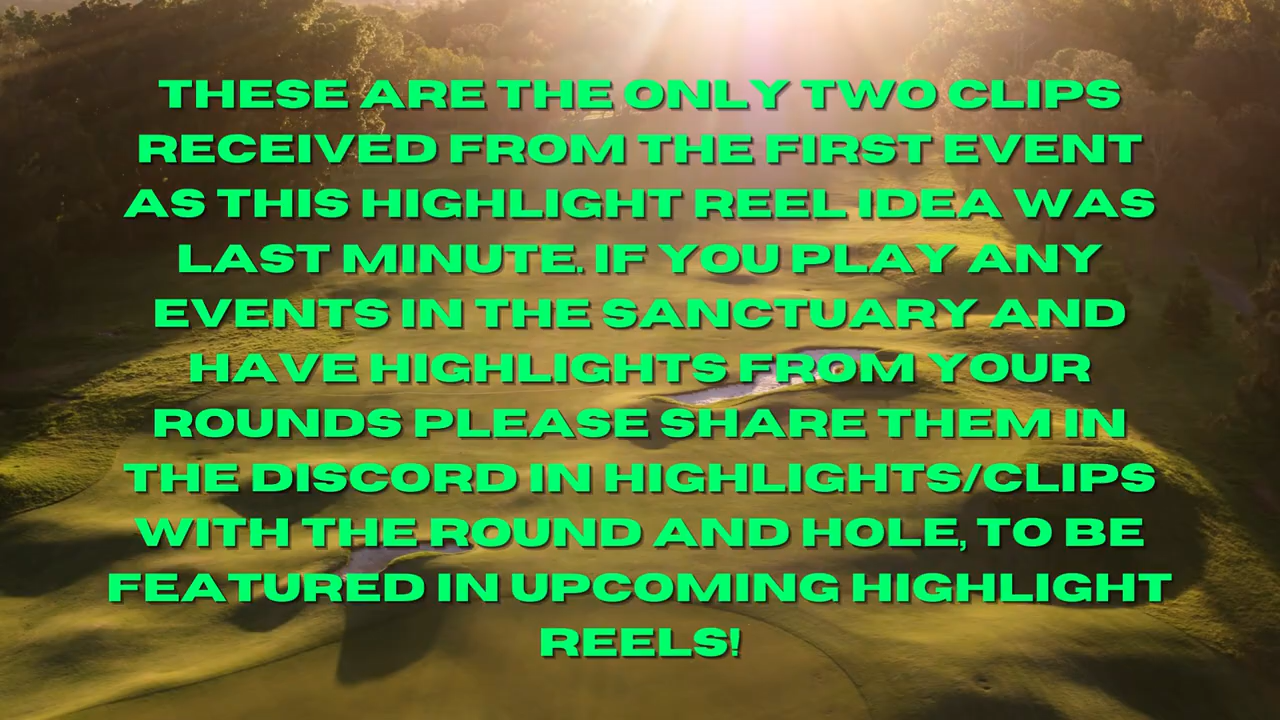 THESE ARE THE ONLY TWO CLIPS
RECEIVED FROM THE FIRST EVENT
AS THIS HIGHLIGHT REEL IDEA WAS
LAST MINUTE. IF YOU PLAY ANY
EVENTS IN THE SANCTUARY AND
HAVE HIGHLIGHTS FROM YOUR
ROUNDS PLEASE SHARE THEM IN
THE DISCORD IN HIGHLIGHTS/CLIPS
WITH THE ROUND AND HOLE, TO BE
FEATURED IN UPCOMING HIGHLIGHT
REELS!